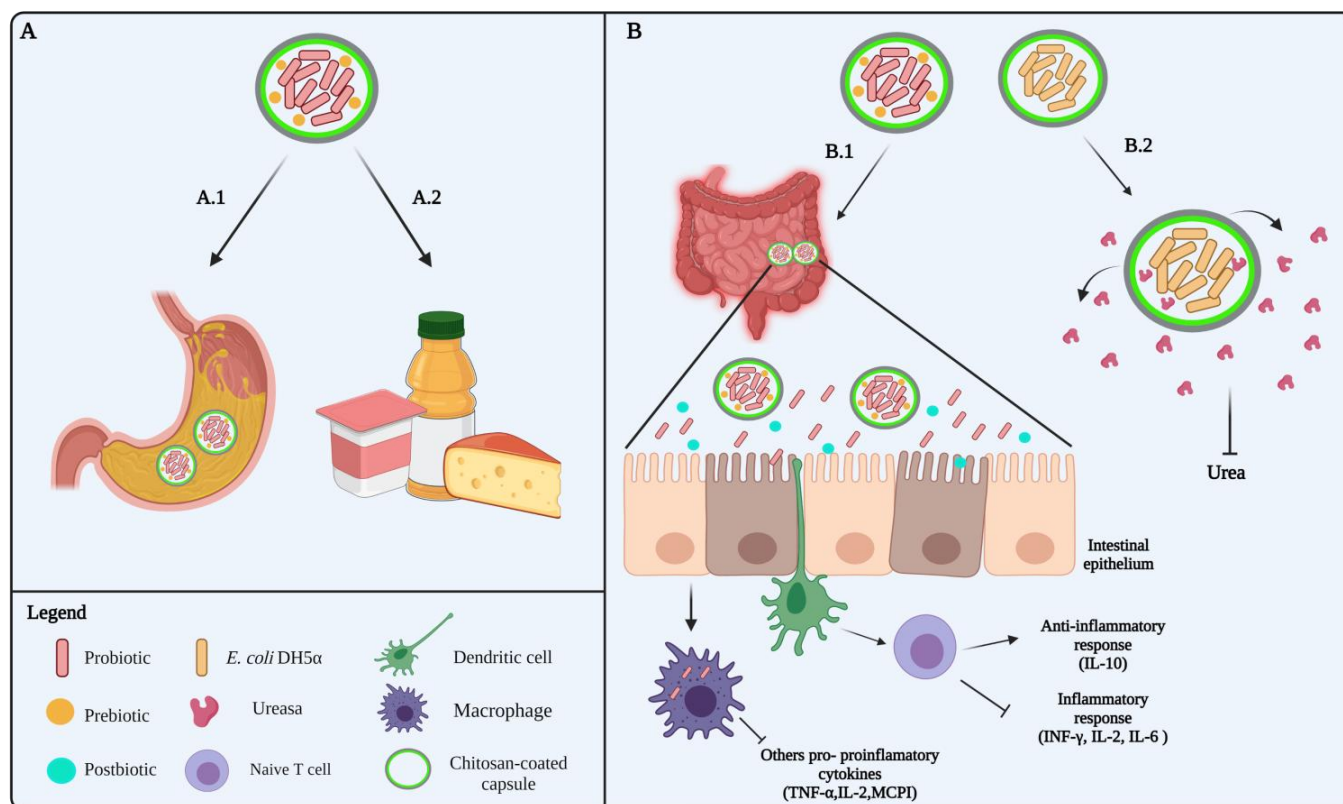 A
A.1
A.2
Legend
Probiotic
E. coli DH5α
Dendritic cell
Prebiotic
Ureasa
Macrophage
Postbiotic
Naive T cell
Chitosan-coated
capsule
B
B.1
B.2
Urea
Intestinal
epithelium
Anti-inflammatory
response
(IL-10)
Inflammatory
response
(INF-γ, IL-2, IL-6 )
Others pro- proinflamatory
cytokines
(TNF-α,IL-2,MCPI)